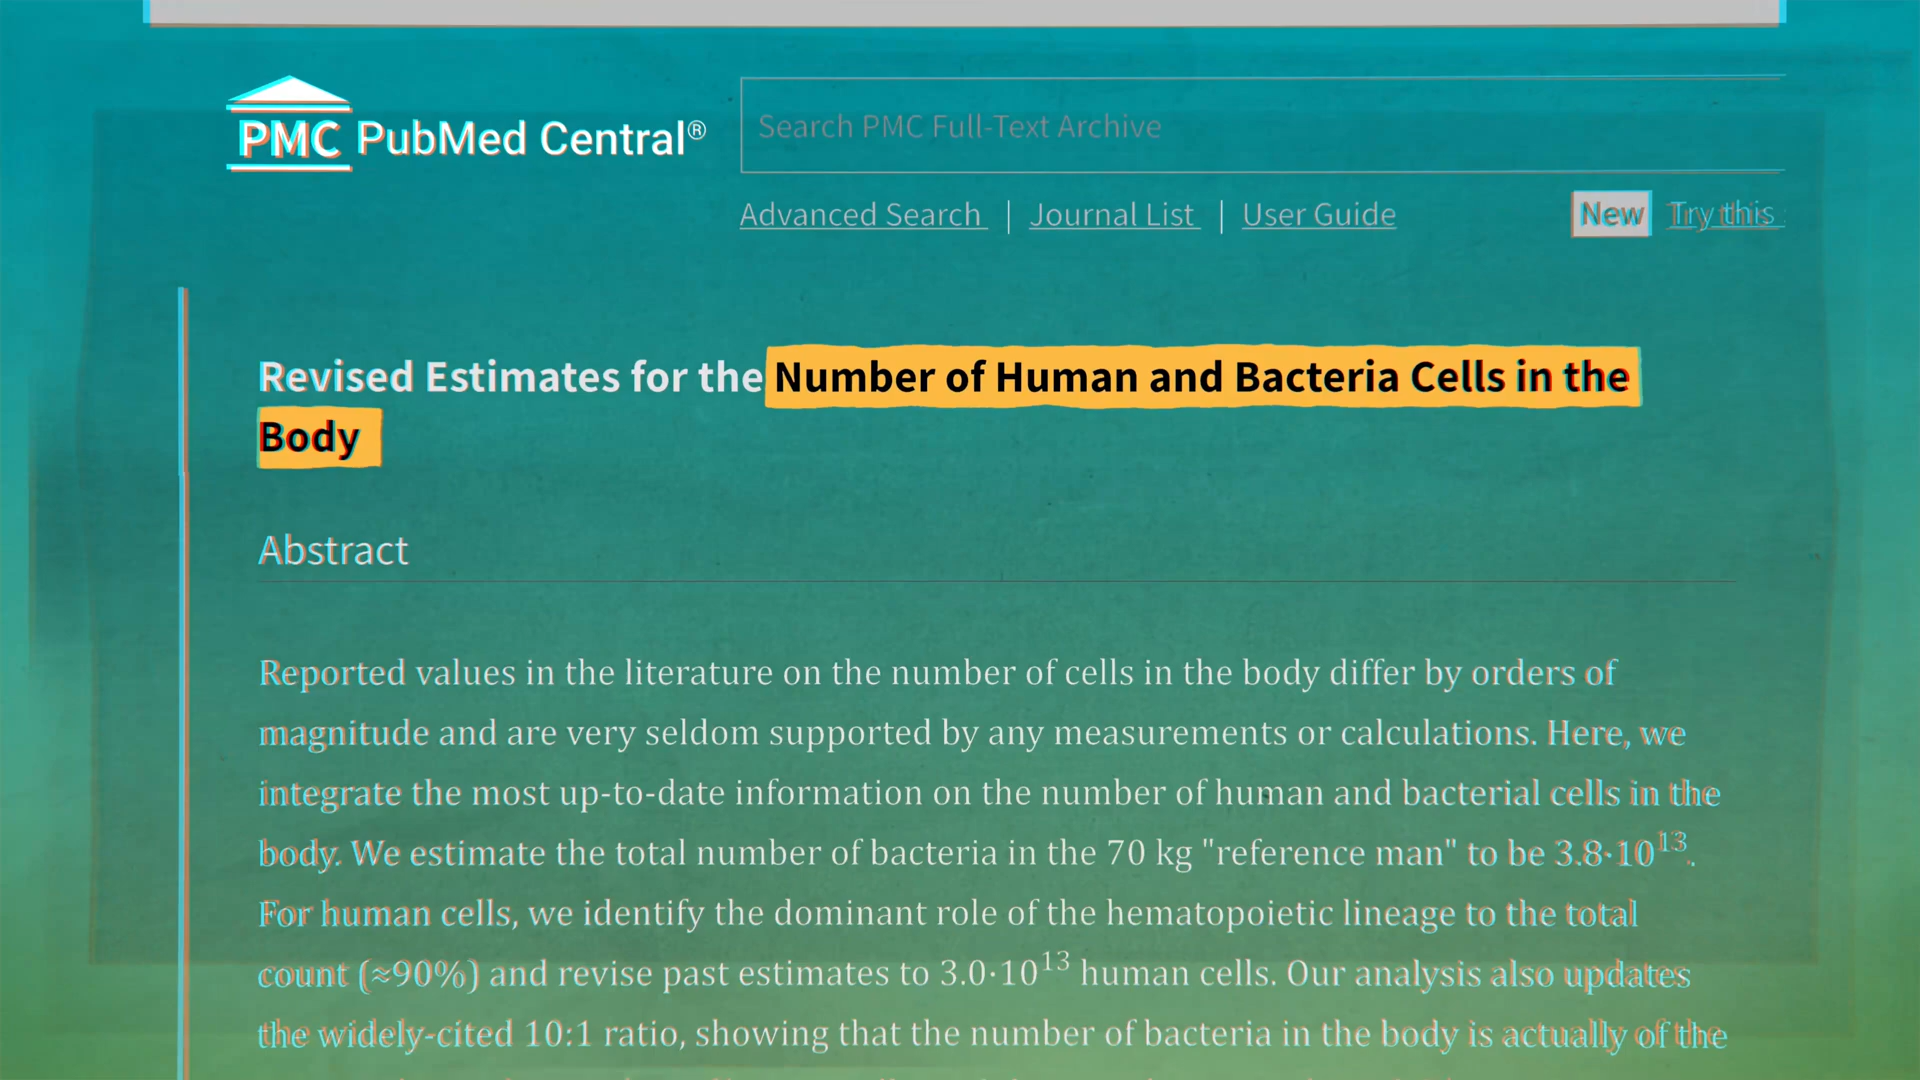 PMC PubMed Central®
Search PMC Full-Text Archive
Advanced Search | Journal List | User Guide
New Try this
Revised Estimates for the Number of Human and Bacteria Cells in the
Body
Abstract
Reported values in the literature on the number of cells in the body differ by orders of
magnitude and are very seldom supported by any measurements or calculations. Here, we
integrate the most up-to-date information on the number of human and bacterial cells in the
body. We estimate the total number of bacteria in the 70 kg "reference man" to be 3.8·10¹³.
For human cells, we identify the dominant role of the hematopoietic lineage to the total
count (≈90%) and revise past estimates to 3.0·10¹³ human cells. Our analysis also updates
the widely-cited 10:1 ratio, showing that the number of bacteria in the body is actually of the